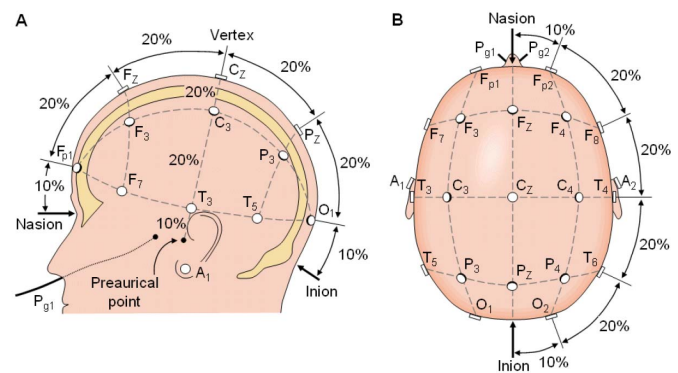 A
B
Vertex
20%
20%
FZ
CZ
20%
20%
20%
F3
C3
PZ
Fp1
20%
P3
20%
10%
F7
T3
T5
O1
Nasion
10%
10%
A1
Preaurical
point
Inion
Pg1
Nasion
10%
Pg1
Pg2
20%
Fp1
Fp2
F7
F3
FZ
F4
F8
20%
A1
T3
C3
CZ
C4
T4
A2
20%
T5
P3
PZ
P4
T6
O1
O2
20%
Inion
10%